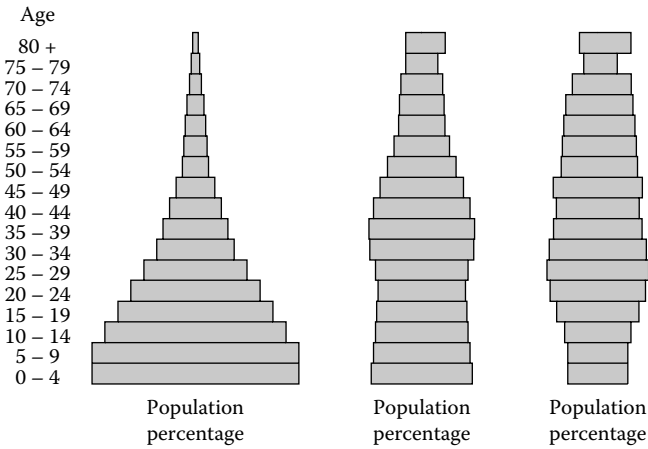 Age
80 +
75 – 79
70 – 74
65 – 69
60 – 64
55 – 59
50 – 54
45 – 49
40 – 44
35 – 39
30 – 34
25 – 29
20 – 24
15 – 19
10 – 14
5 – 9
0 – 4
Population
percentage
Population
percentage
Population
percentage